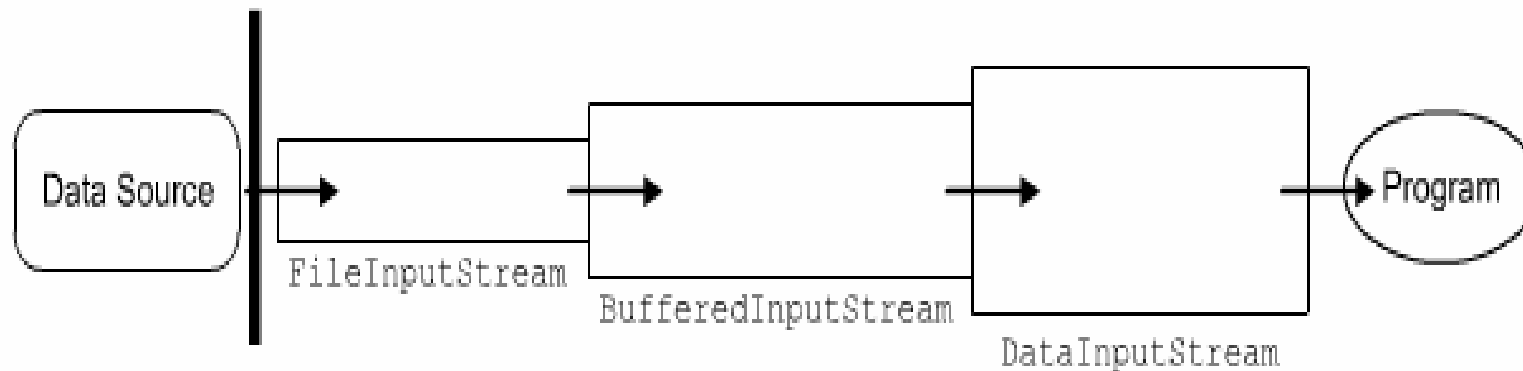 Data Source
Program
FileInputStream
BufferedInputStream
DataInputStream